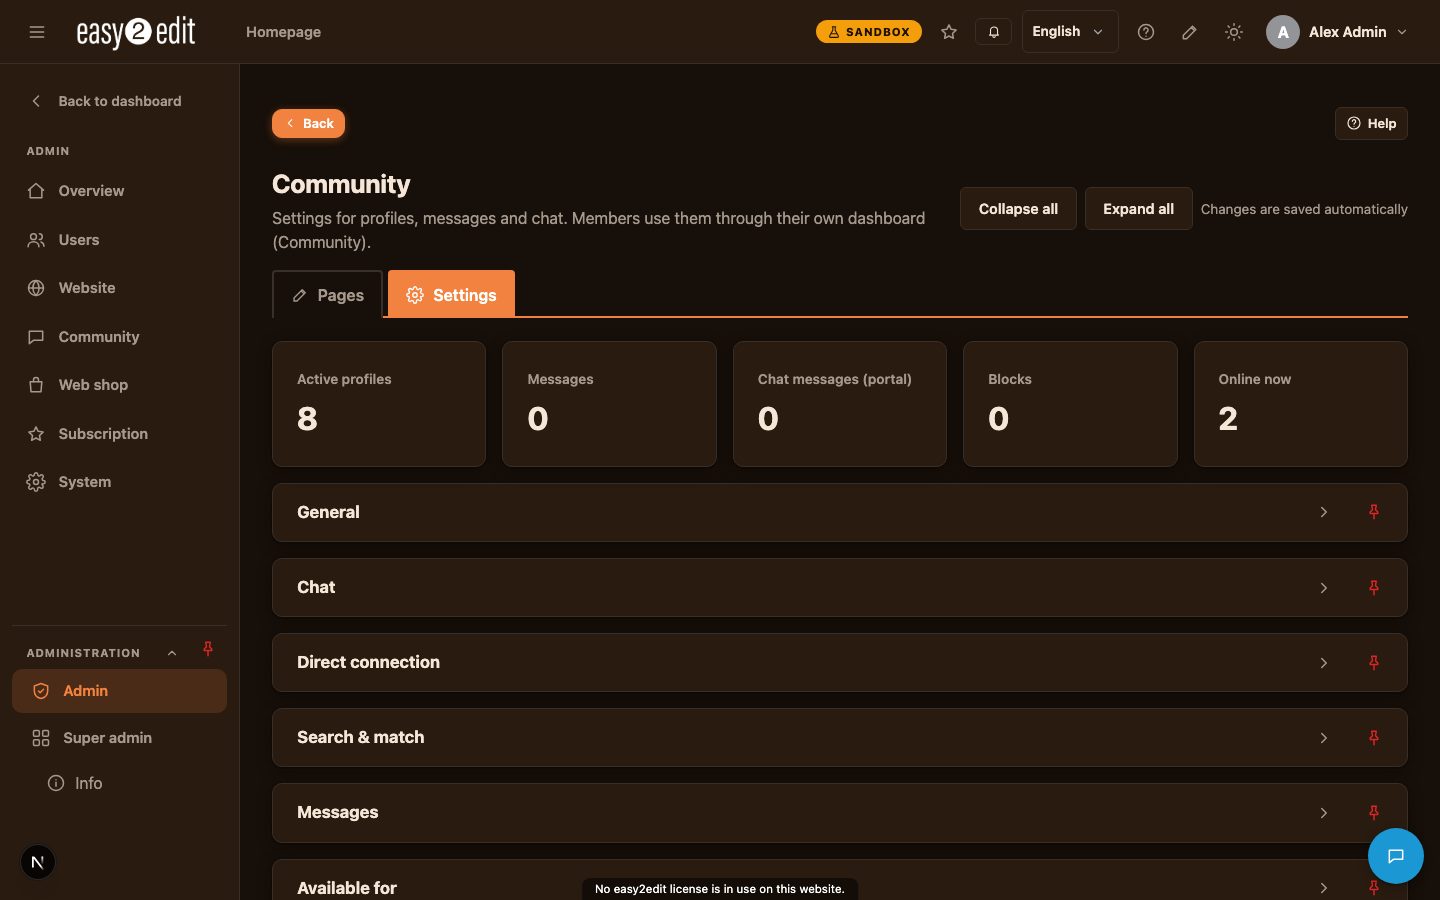 easy2edit
Homepage
SANDBOX
English
A
Alex Admin
Back to dashboard
ADMIN
Overview
Users
Website
Community
Web shop
Subscription
System
ADMINISTRATION
Admin
Super admin
Info
N
Back
Help
Community
Settings for profiles, messages and chat. Members use them through their own dashboard
(Community).
Collapse all
Expand all
Changes are saved automatically
Pages
Settings
Active profiles
8
Messages
0
Chat messages (portal)
0
Blocks
0
Online now
2
General
Chat
Direct connection
Search & match
Messages
Available for
No easy2edit license is in use on this website.